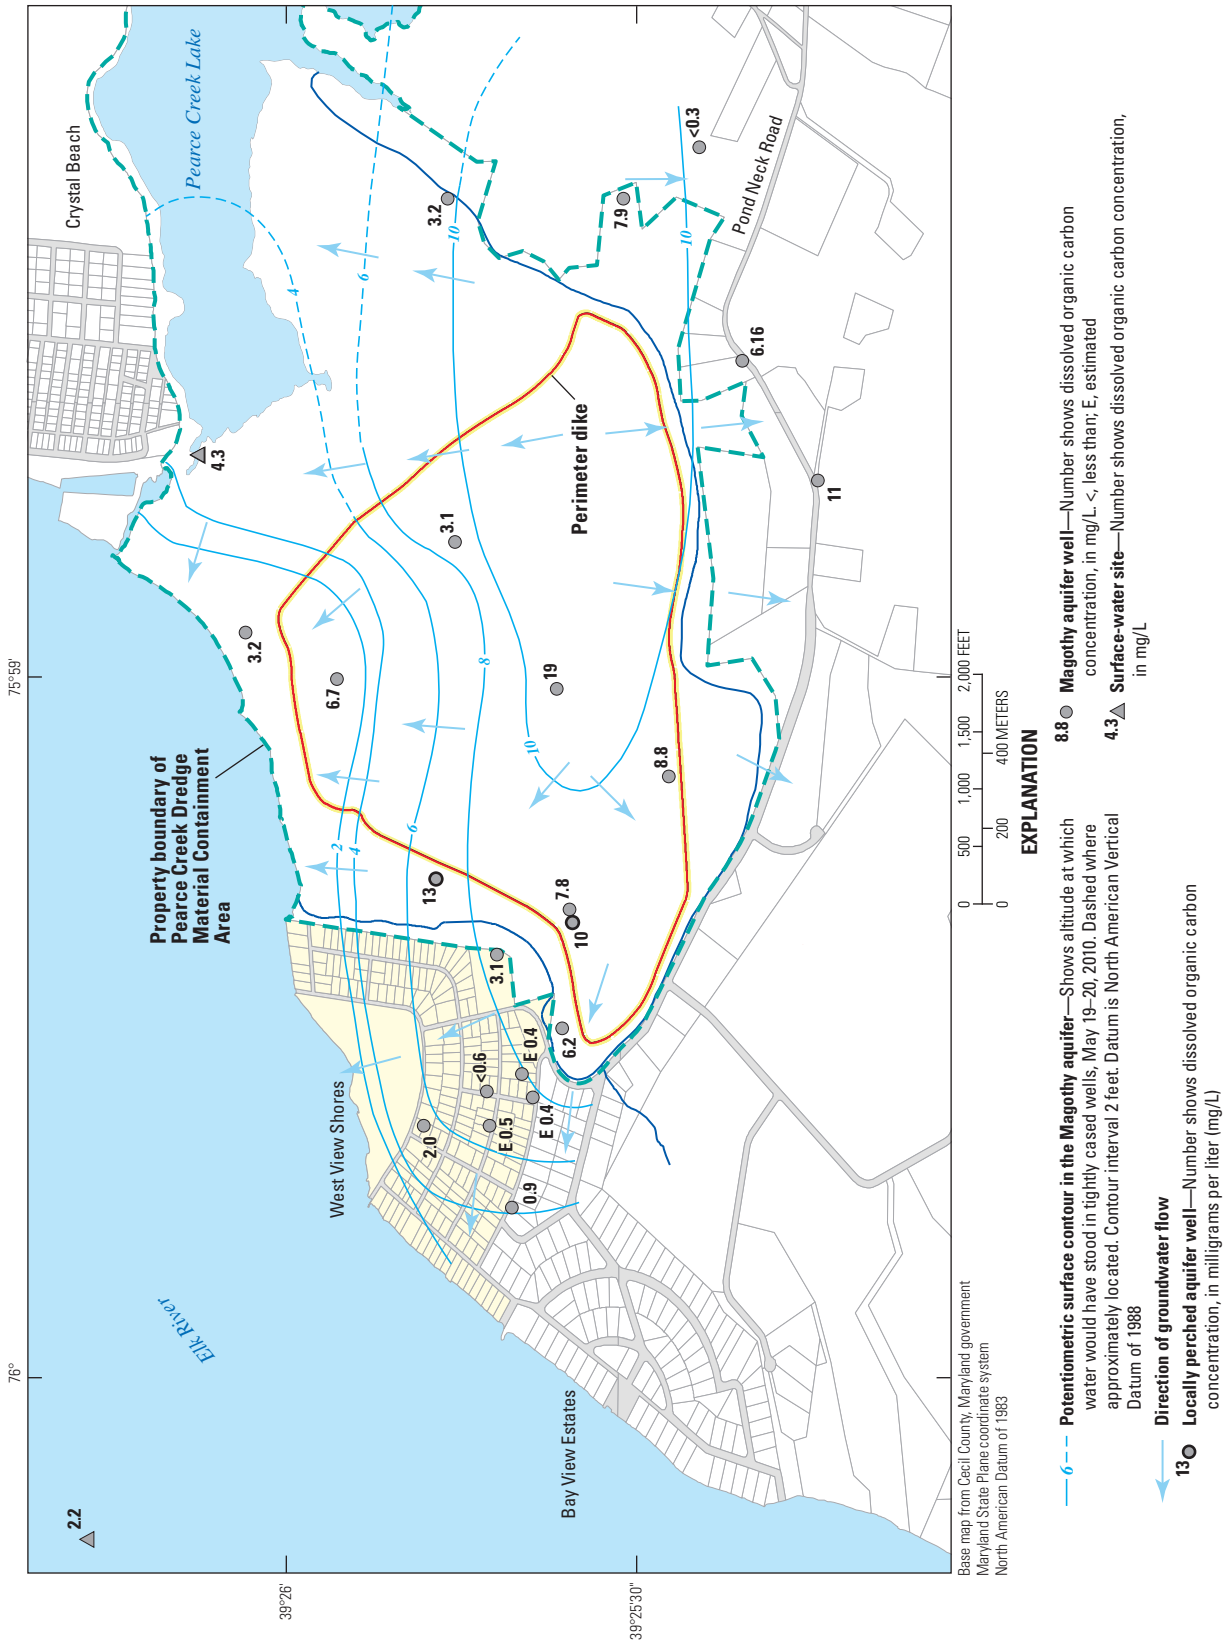 76°
75°59'
39°26'
39°25'30"
2.2
Elk River
West View Shores
Bay View Estates
Crystal Beach
Pearce Creek Lake
Property boundary of
Pearce Creek Dredge
Material Containment
Area
Perimeter dike
Pond Neck Road
4.3
3.2
6.7
3.1
3.2
7.9
<0.3
6.16
11
19
8.8
13
7.8
10
3.1
6.2
<0.6
E 0.4
E 0.4
E 0.5
2.0
0.9
2
4
6
8
10
4
6
10
10
Base map from Cecil County, Maryland government
Maryland State Plane coordinate system
North American Datum of 1983
0 500 1,000 1,500 2,000 FEET
0 200 400 METERS
EXPLANATION
6 Potentiometric surface contour in the Magothy aquifer—Shows altitude at which
water would have stood in tightly cased wells, May 19–20, 2010. Dashed where
approximately located. Contour interval 2 feet. Datum is North American Vertical
Datum of 1988
Direction of groundwater flow
13 Locally perched aquifer well—Number shows dissolved organic carbon
concentration, in milligrams per liter (mg/L)
8.8 Magothy aquifer well—Number shows dissolved organic carbon
concentration, in mg/L. <, less than; E, estimated
4.3 Surface-water site—Number shows dissolved organic carbon concentration,
in mg/L